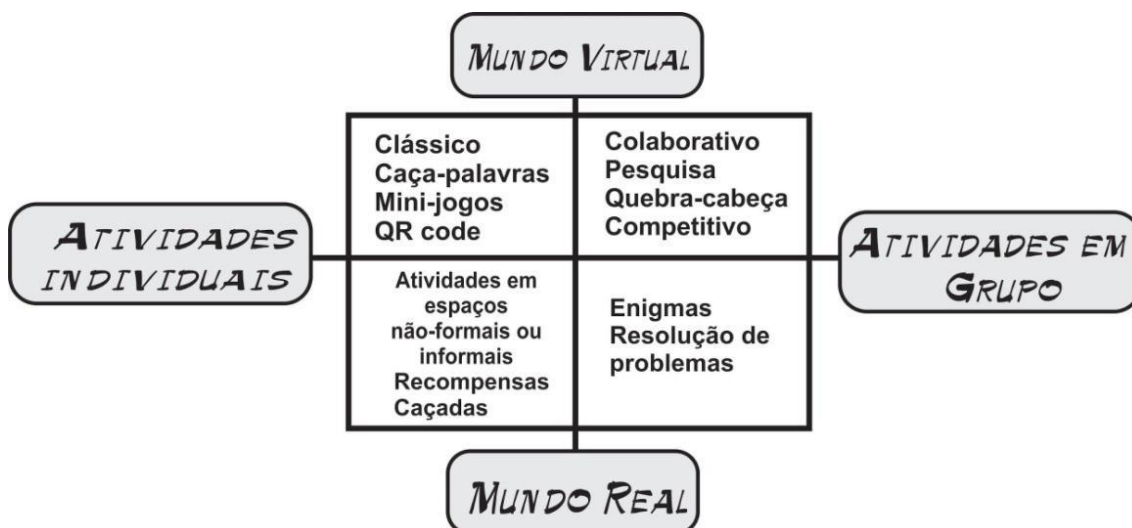 MUNDO VIRTUAL
Clássico
Caça-palavras
Mini-jogos
QR code
Colaborativo
Pesquisa
Quebra-cabeça
Competitivo
ATIVIDADES
INDIVIDUAIS
ATIVIDADES EM
GRUPO
Atividades em
espaços
não-formais ou
informais
Recompensas
Caçadas
Enigmas
Resolução de
problemas
MUNDO REAL